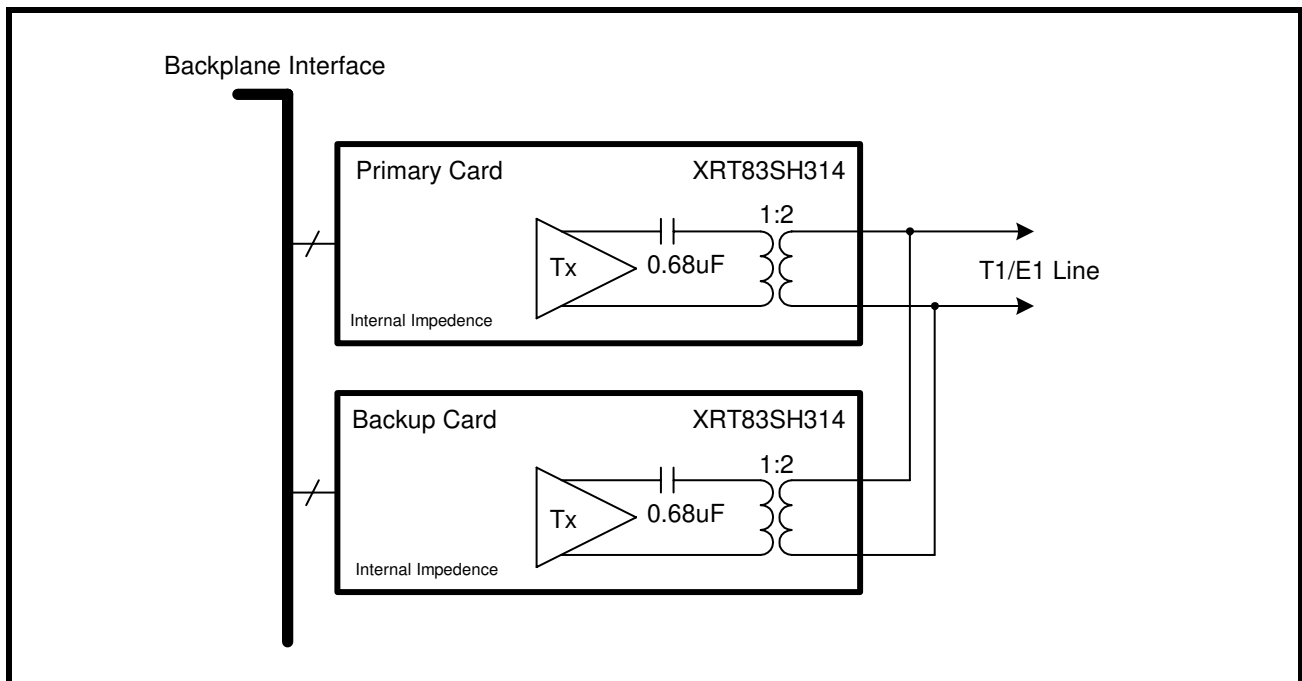 Backplane Interface
Primary Card
XRT83SH314
1:2
Tx
0.68uF
T1/E1 Line
Internal Impedence
Backup Card
XRT83SH314
1:2
Tx
0.68uF
Internal Impedence